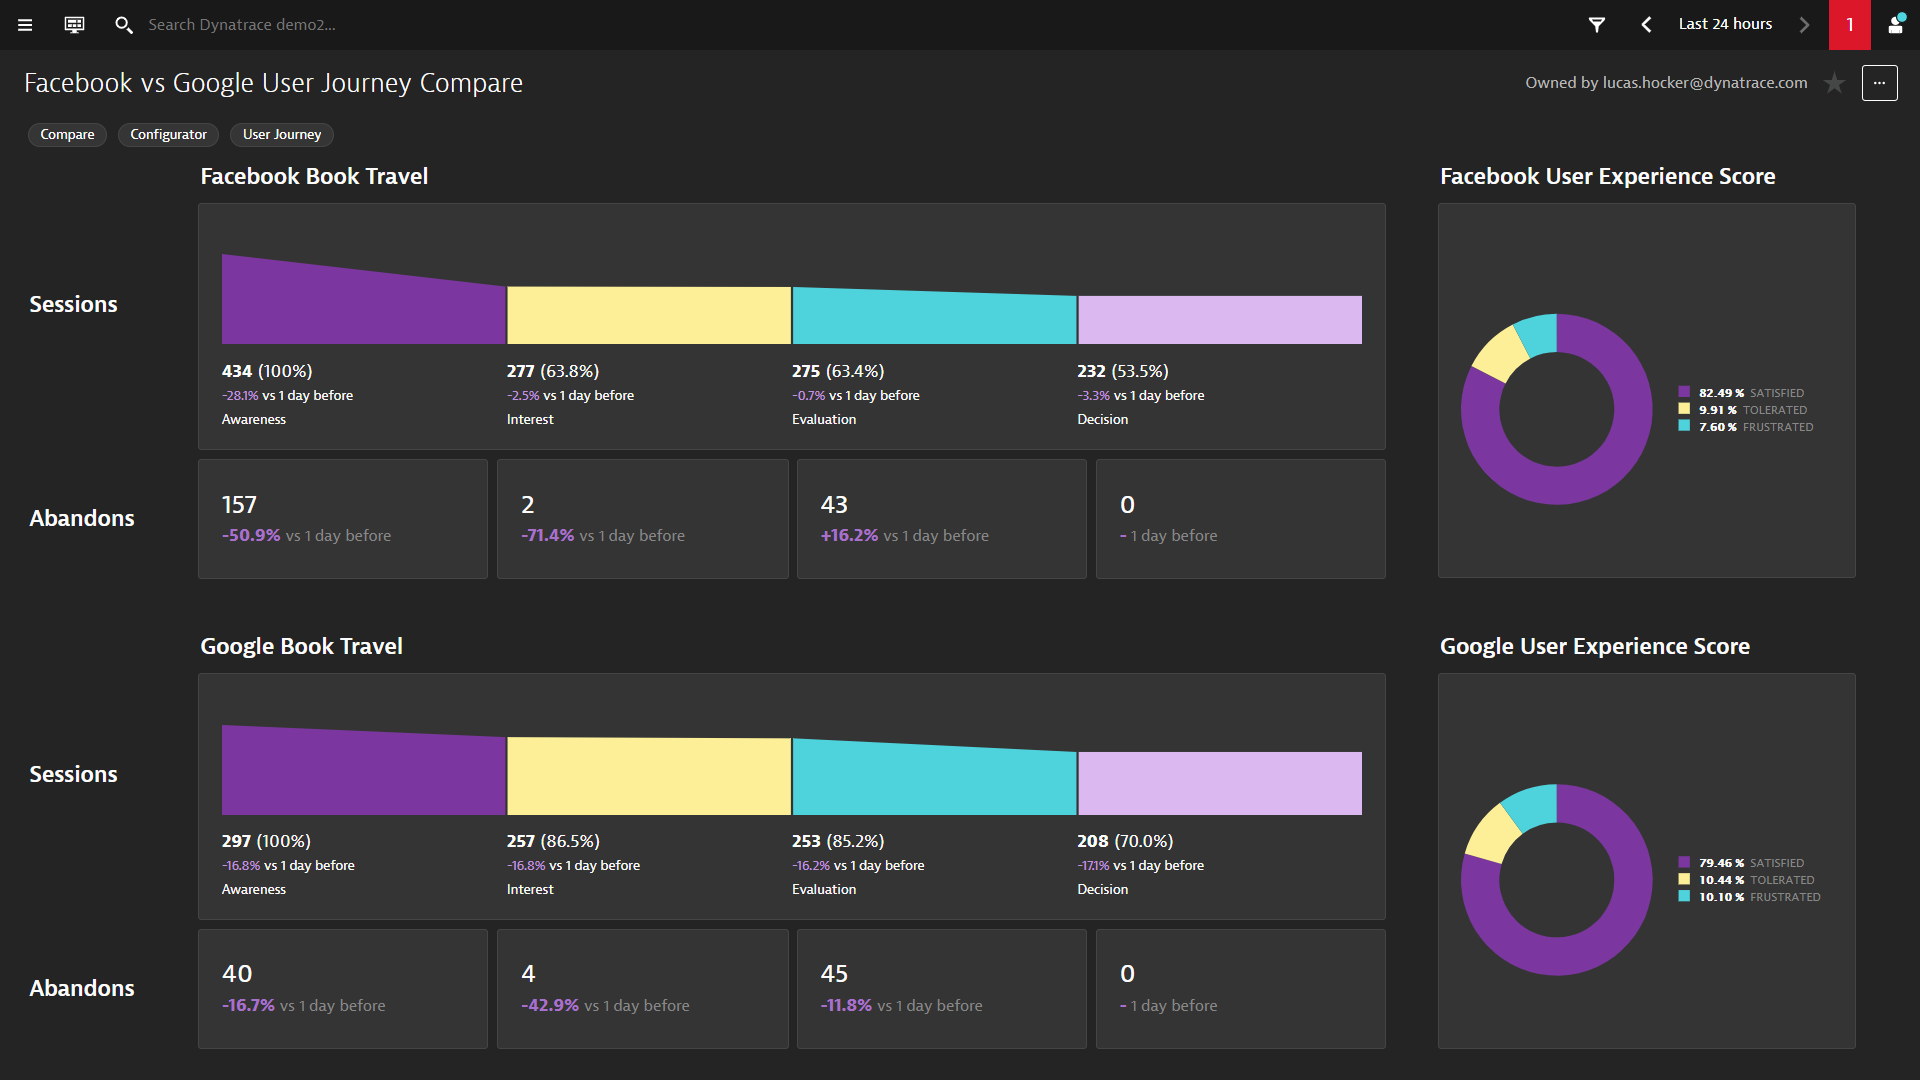 Search Dynatrace demo2...
Last 24 hours
1
Facebook vs Google User Journey Compare
Owned by lucas.hocker@dynatrace.com
...
Compare
Configurator
User Journey
Facebook Book Travel
Facebook User Experience Score
Sessions
434 (100%)
-28.1% vs 1 day before
Awareness
277 (63.8%)
-2.5% vs 1 day before
Interest
275 (63.4%)
-0.7% vs 1 day before
Evaluation
232 (53.5%)
-3.3% vs 1 day before
Decision
82.49 % SATISFIED
9.91 % TOLERATED
7.60 % FRUSTRATED
Abandons
157
-50.9% vs 1 day before
2
-71.4% vs 1 day before
43
+16.2% vs 1 day before
0
- 1 day before
Google Book Travel
Google User Experience Score
Sessions
297 (100%)
-16.8% vs 1 day before
Awareness
257 (86.5%)
-16.8% vs 1 day before
Interest
253 (85.2%)
-16.2% vs 1 day before
Evaluation
208 (70.0%)
-17.1% vs 1 day before
Decision
79.46 % SATISFIED
10.44 % TOLERATED
10.10 % FRUSTRATED
Abandons
40
-16.7% vs 1 day before
4
-42.9% vs 1 day before
45
-11.8% vs 1 day before
0
- 1 day before